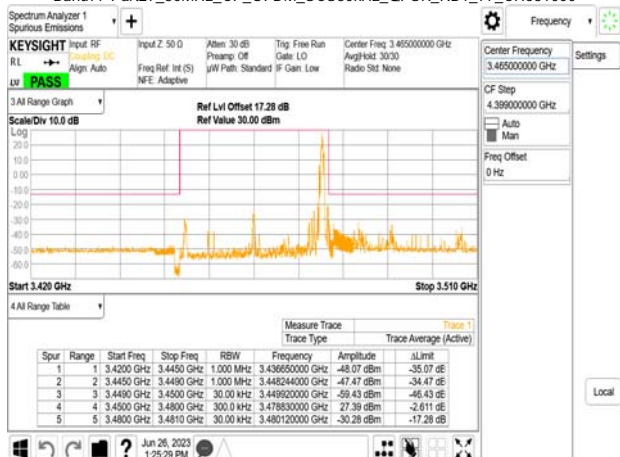 Spectrum Analyzer 1
Spurious Emissions
Frequency
KEYSIGHT
RL
PASS
Input: RF
Coupling: DC
Align: Auto
Input Z: 50 Ω
Freq Ref: Int (S)
NFE: Adaptive
Atten: 30 dB
Preamp: Off
µW Path: Standard
Trig: Free Run
Gate: LO
IF Gain: Low
Center Freq: 3.465000000 GHz
Avg|Hold: 30/30
Radio Std: None
Center Frequency
3.465000000 GHz
Settings
CF Step
4.399000000 GHz
Auto
Man
Freq Offset
0 Hz
3 All Range Graph
Scale/Div 10.0 dB
Ref Lvl Offset 17.28 dB
Ref Value 30.00 dBm
Log
20.0
10.0
0.00
-10.0
-20.0
-30.0
-40.0
-50.0
-60.0
Start 3.420 GHz
Stop 3.510 GHz
4 All Range Table
Measure Trace Trace 1
Trace Type Trace Average (Active)
Spur Range Start Freq Stop Freq RBW Frequency Amplitude ΔLimit
1 1 3.4200 GHz 3.4450 GHz 1.000 MHz 3.436650000 GHz -48.07 dBm -35.07 dB
2 2 3.4450 GHz 3.4490 GHz 1.000 MHz 3.448244000 GHz -47.47 dBm -34.47 dB
3 3 3.4490 GHz 3.4500 GHz 30.00 kHz 3.449920000 GHz -59.43 dBm -46.43 dB
4 4 3.4500 GHz 3.4800 GHz 300.0 kHz 3.478830000 GHz 27.39 dBm -2.611 dB
5 5 3.4800 GHz 3.4810 GHz 30.00 kHz 3.480120000 GHz -30.28 dBm -17.28 dB
Local
Jun 26, 2023
1:25:29 PM